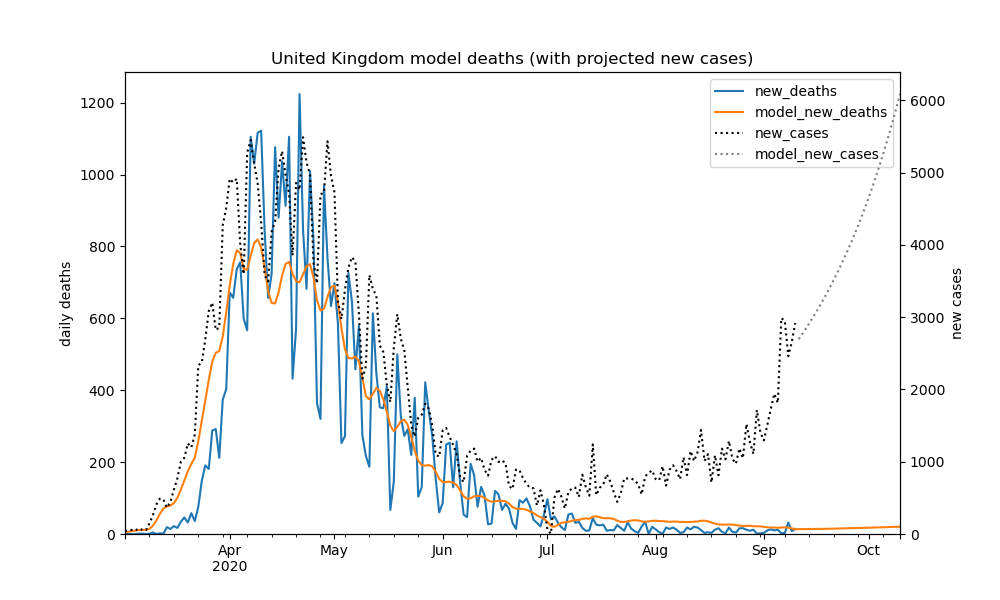 United Kingdom model deaths (with projected new cases)
new_deaths
model_new_deaths
new_cases
model_new_cases
daily deaths
new cases
1200
1000
800
600
400
200
0
6000
5000
4000
3000
2000
1000
0
Apr
2020
May
Jun
Jul
Aug
Sep
Oct